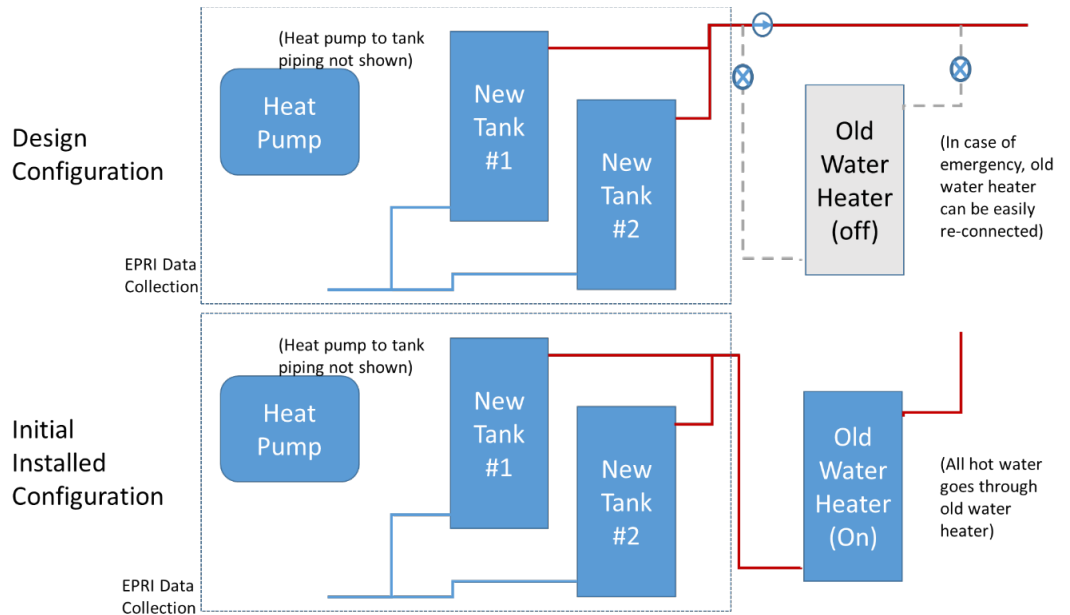 Design
Configuration
(Heat pump to tank
piping not shown)
Heat
Pump
New
Tank
#1
New
Tank
#2
EPRI Data
Collection
Old
Water
Heater
(off)
(In case of
emergency, old
water heater
can be easily
re-connected)
Initial
Installed
Configuration
(Heat pump to tank
piping not shown)
Heat
Pump
New
Tank
#1
New
Tank
#2
EPRI Data
Collection
Old
Water
Heater
(On)
(All hot water
goes through
old water
heater)